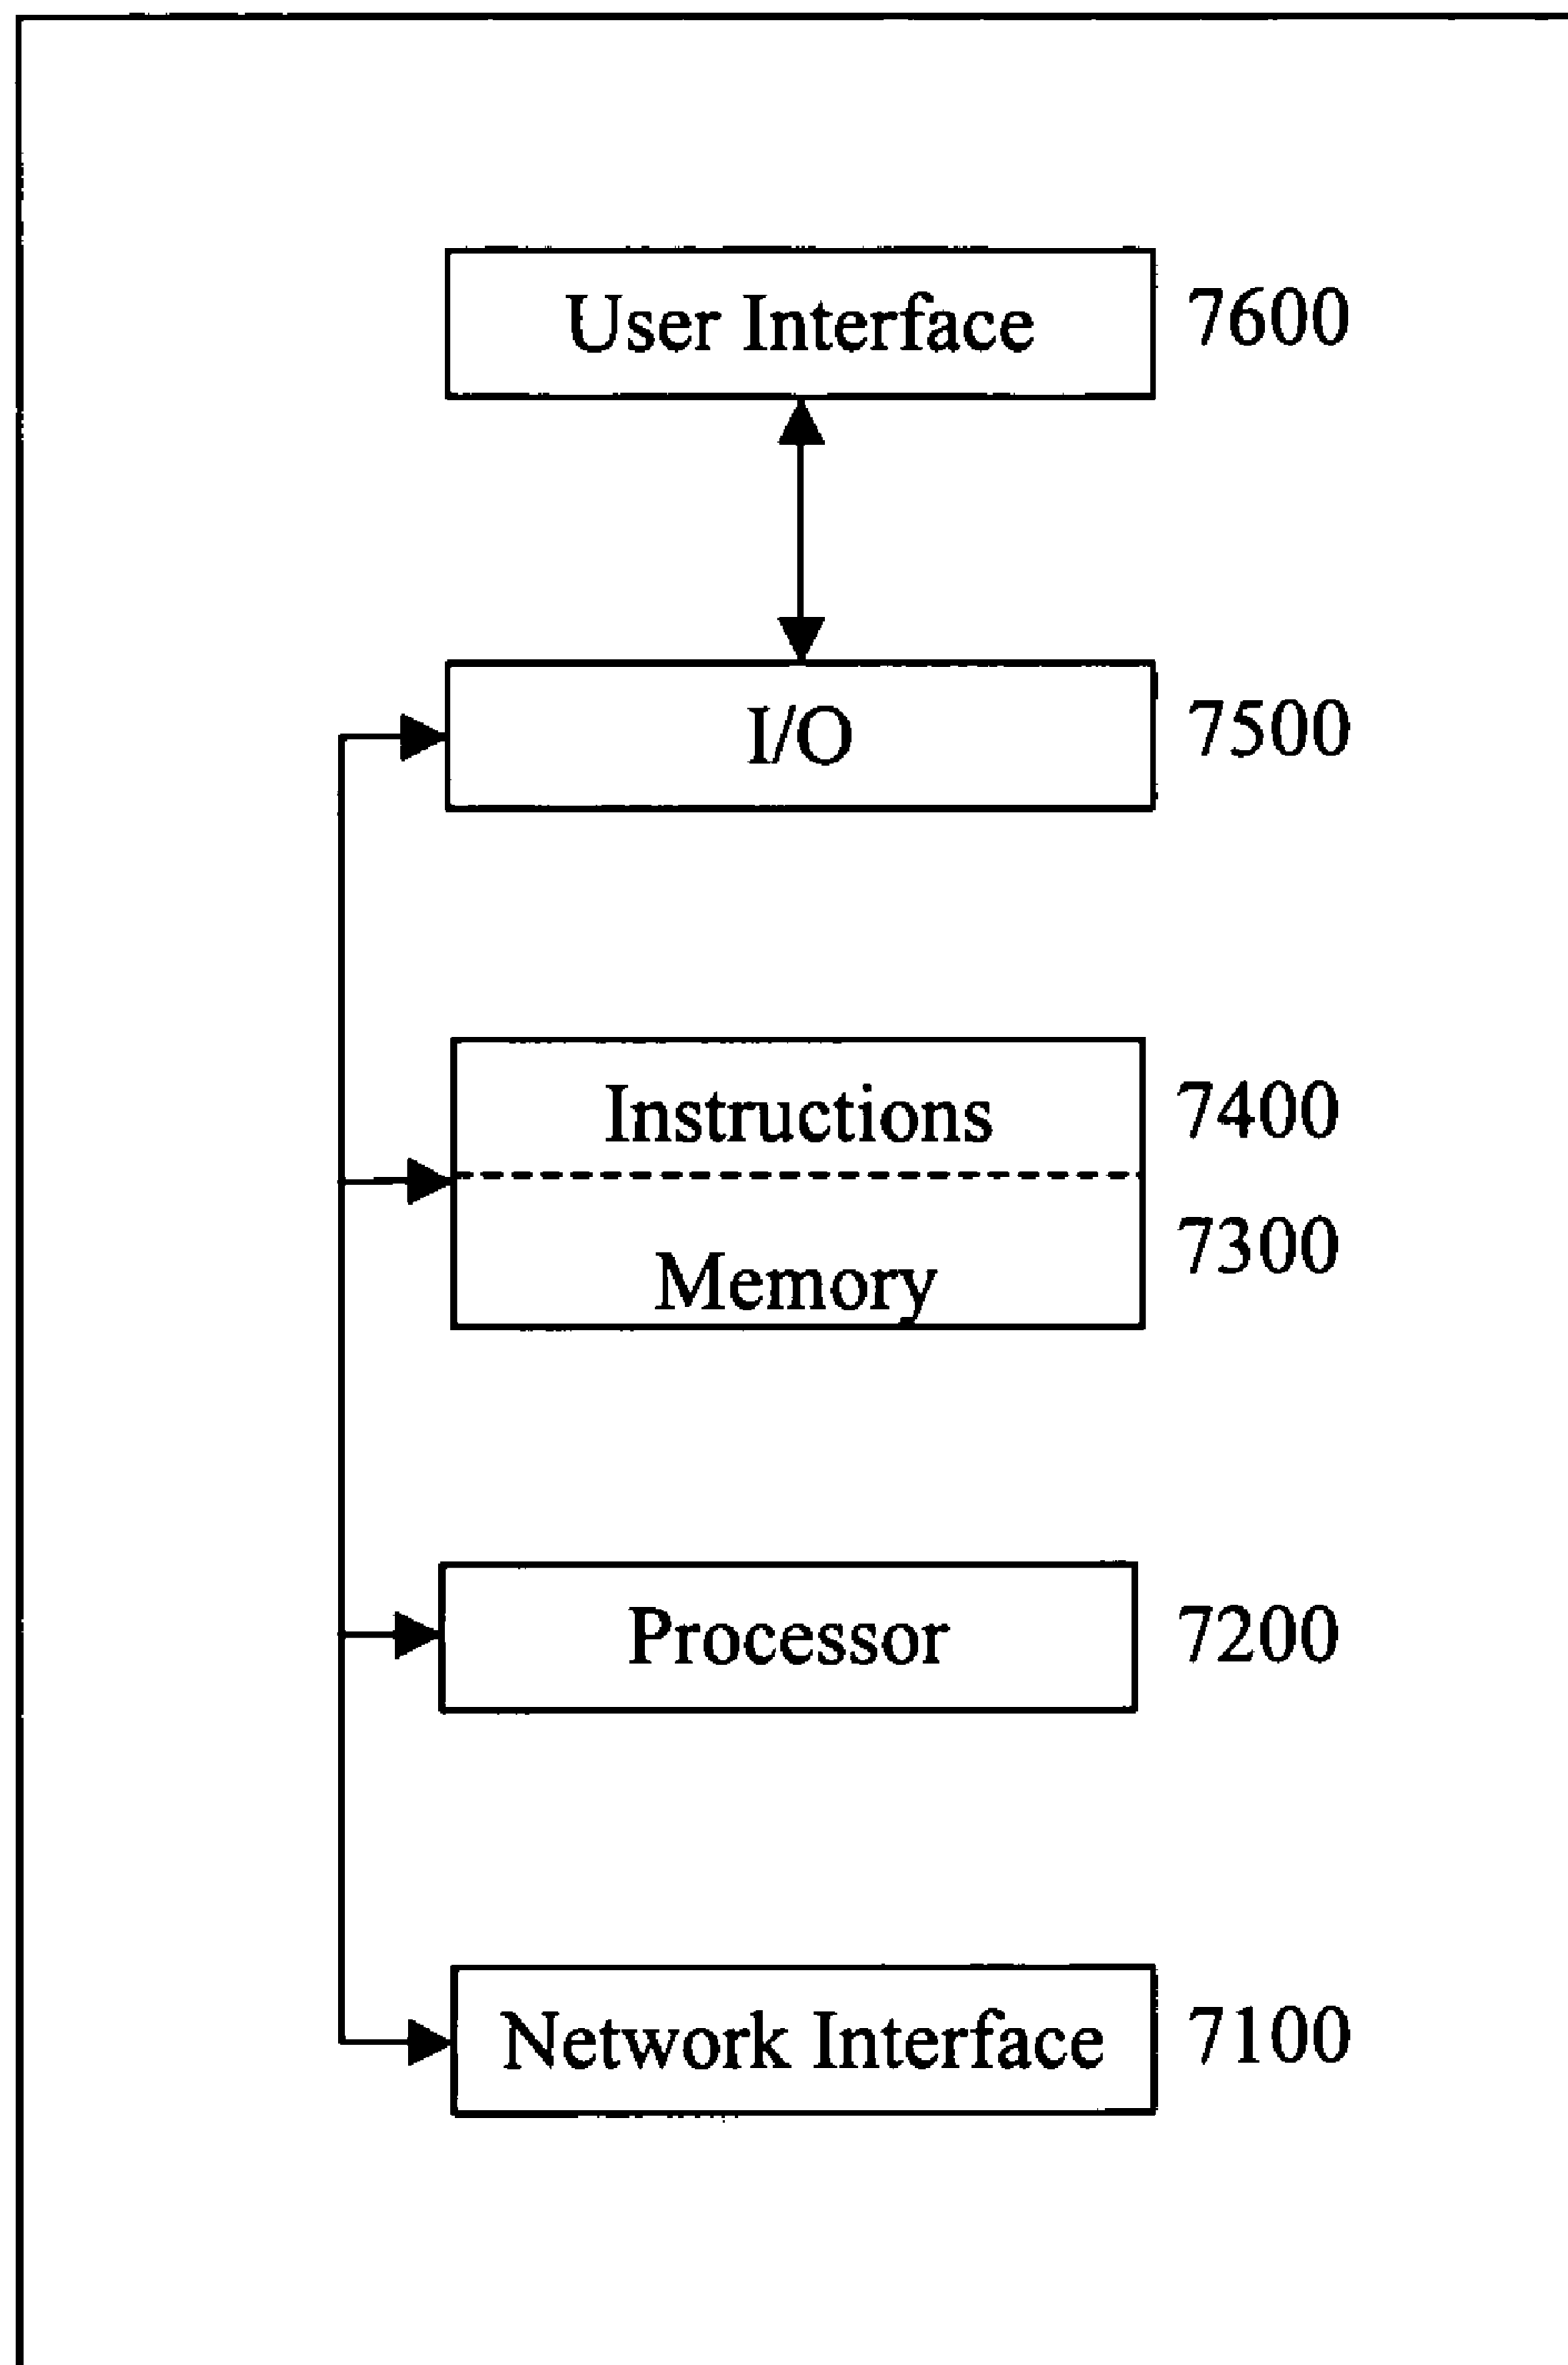 User Interface 7600
I/O 7500
Instructions 7400
7300
Memory
Processor 7200
Network Interface 7100